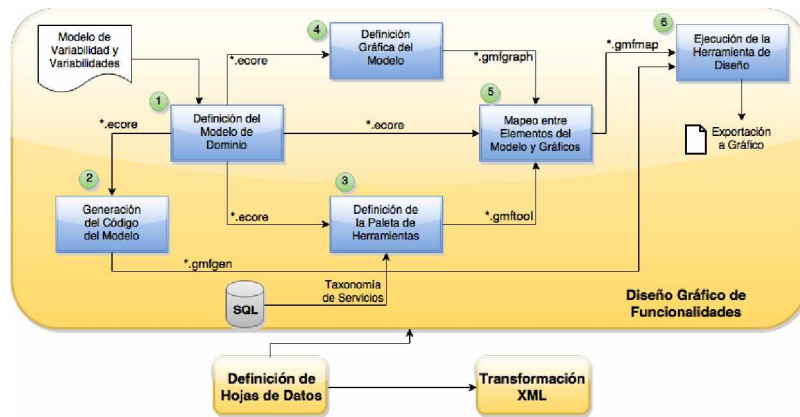 Modelo de
Variabilidad y
Variabilidades
4
Definición
Gráfica del
Modelo
6
Ejecución de la
Herramienta de
Diseño
*.ecore
*.gmfgraph
*.gmfmap
1
Definición del
Modelo de
Dominio
*.ecore
5
Mapeo entre
Elementos del
Modelo y Gráficos
Exportación
a Gráfico
*.ecore
2
Generación
del Código
del Modelo
*.ecore
3
Definición de
la Paleta de
Herramientas
*.gmftool
*.gmfgen
SQL
Taxonomía
de Servicios
Diseño Gráfico de
Funcionalidades
Definición de
Hojas de Datos
Transformación
XML